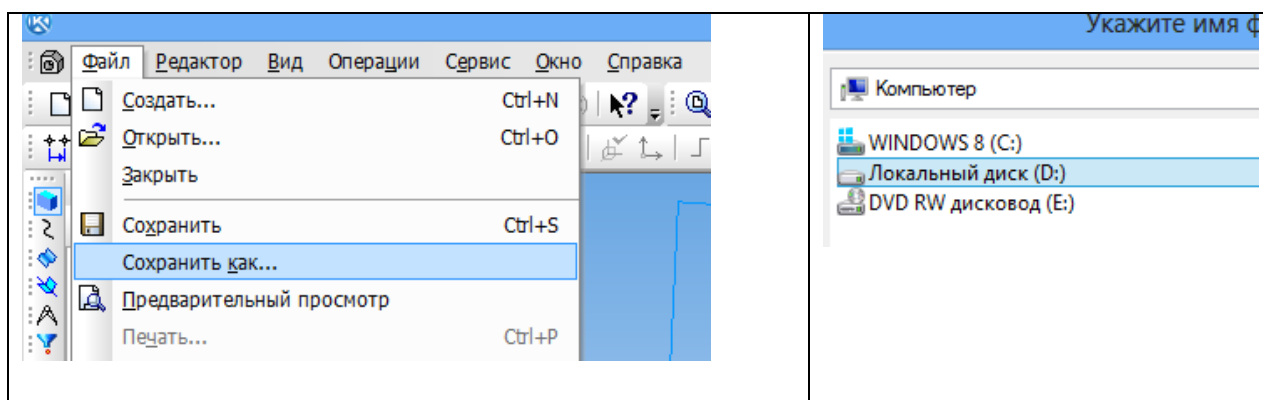 Файл Редактор Вид Операции Сервис Окно Справка
Создать... Ctrl+N
Открыть... Ctrl+O
Закрыть
Сохранить Ctrl+S
Сохранить как...
Предварительный просмотр
Печать... Ctrl+P
Укажите имя
Компьютер
WINDOWS 8 (C:)
Локальный диск (D:)
DVD RW дисковод (E:)